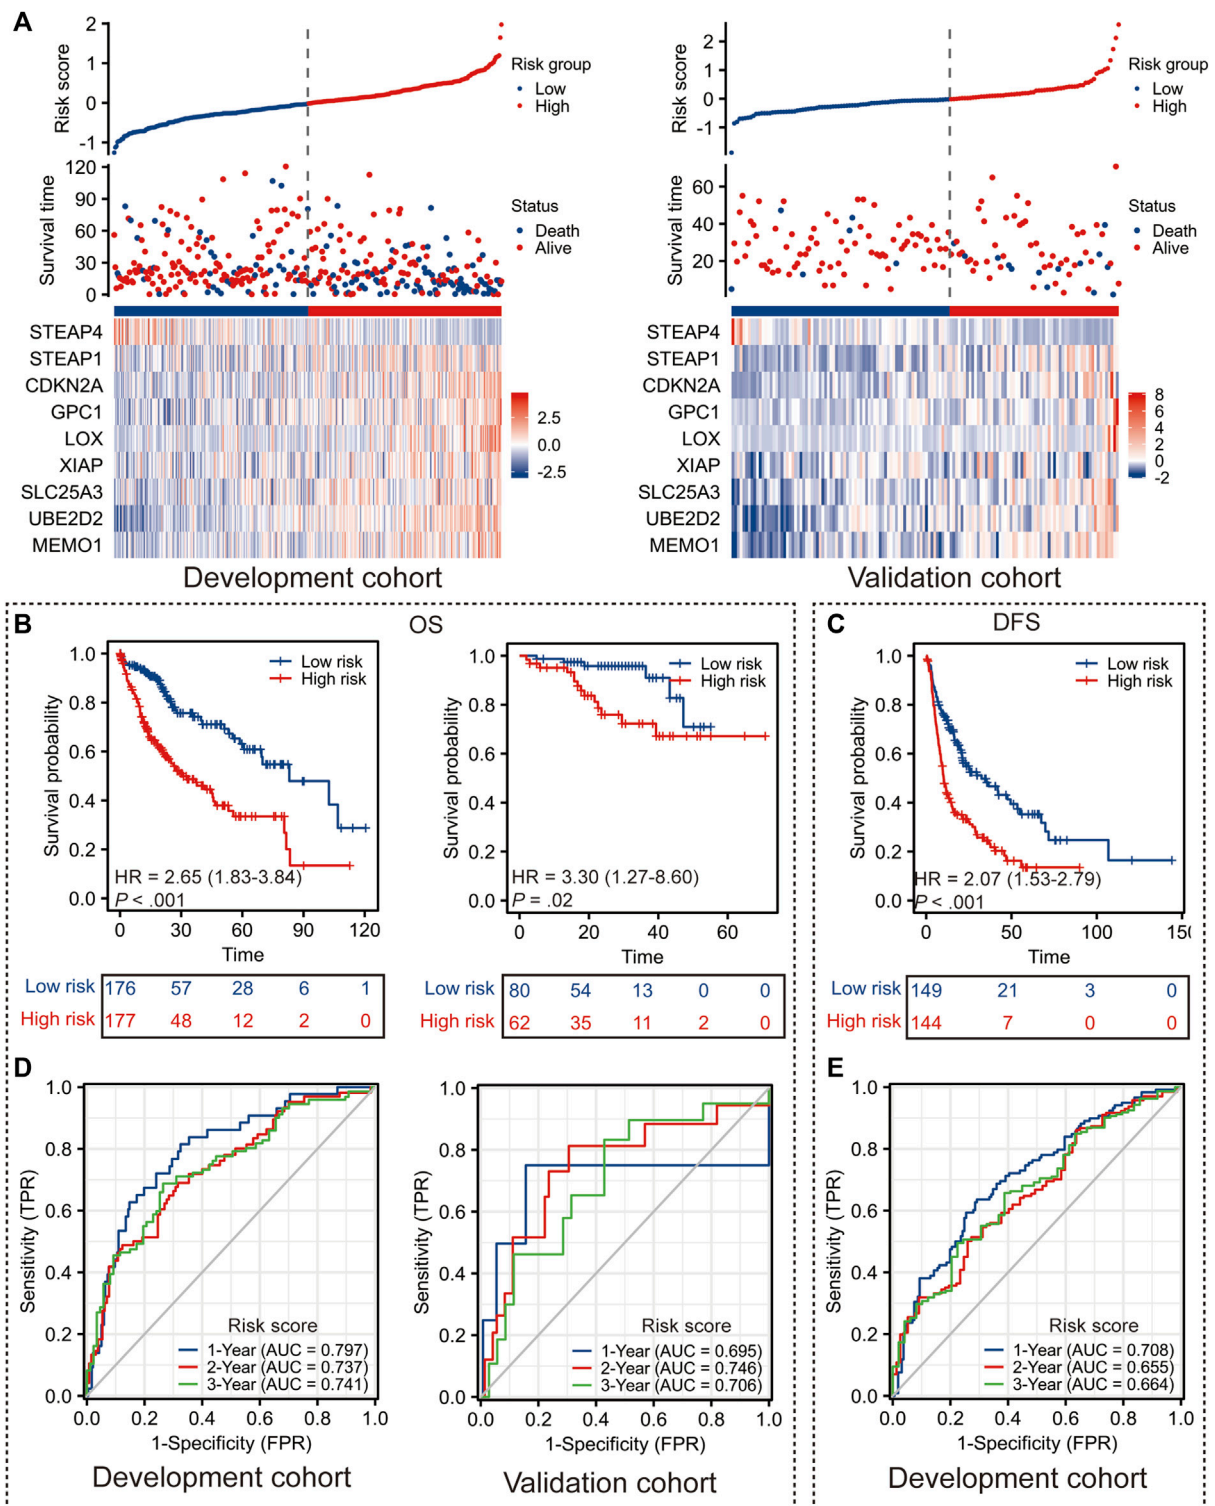 A
Risk score
2
1
0
-1
Risk group
Low
High
Survival time
120
90
60
30
0
Status
Death
Alive
STEAP4
STEAP1
CDKN2A
GPC1
LOX
XIAP
SLC25A3
UBE2D2
MEMO1
2.5
0.0
-2.5
Development cohort
Risk score
2
1
0
-1
Risk group
Low
High
Survival time
60
40
20
Status
Death
Alive
STEAP4
STEAP1
CDKN2A
GPC1
LOX
XIAP
SLC25A3
UBE2D2
MEMO1
8
6
4
2
0
-2
Validation cohort
B
OS
Survival probability
1.0
0.8
0.6
0.4
0.2
0.0
Low risk
High risk
HR = 2.65 (1.83-3.84)
P < .001
0 30 60 90 120
Time
Low risk 176 57 28 6 1
High risk 177 48 12 2 0
Survival probability
1.0
0.8
0.6
0.4
0.2
0.0
Low risk
High risk
HR = 3.30 (1.27-8.60)
P = .02
0 20 40 60
Time
Low risk 80 54 13 0 0
High risk 62 35 11 2 0
C
DFS
Survival probability
1.0
0.8
0.6
0.4
0.2
0.0
Low risk
High risk
HR = 2.07 (1.53-2.79)
P < .001
0 50 100
Time
Low risk 149 21 3 0
High risk 144 7 0 0
D
Sensitivity (TPR)
1.0
0.8
0.6
0.4
0.2
0.0
Risk score
1-Year (AUC = 0.797)
2-Year (AUC = 0.737)
3-Year (AUC = 0.741)
0.0 0.2 0.4 0.6 0.8 1.0
1-Specificity (FPR)
Development cohort
Sensitivity (TPR)
1.0
0.8
0.6
0.4
0.2
0.0
Risk score
1-Year (AUC = 0.695)
2-Year (AUC = 0.746)
3-Year (AUC = 0.706)
0.0 0.2 0.4 0.6 0.8 1.0
1-Specificity (FPR)
Validation cohort
E
Sensitivity (TPR)
1.0
0.8
0.6
0.4
0.2
0.0
Risk score
1-Year (AUC = 0.708)
2-Year (AUC = 0.655)
3-Year (AUC = 0.664)
0.0 0.2 0.4 0.6 0.8 1.0
1-Specificity (FPR)
Development cohort